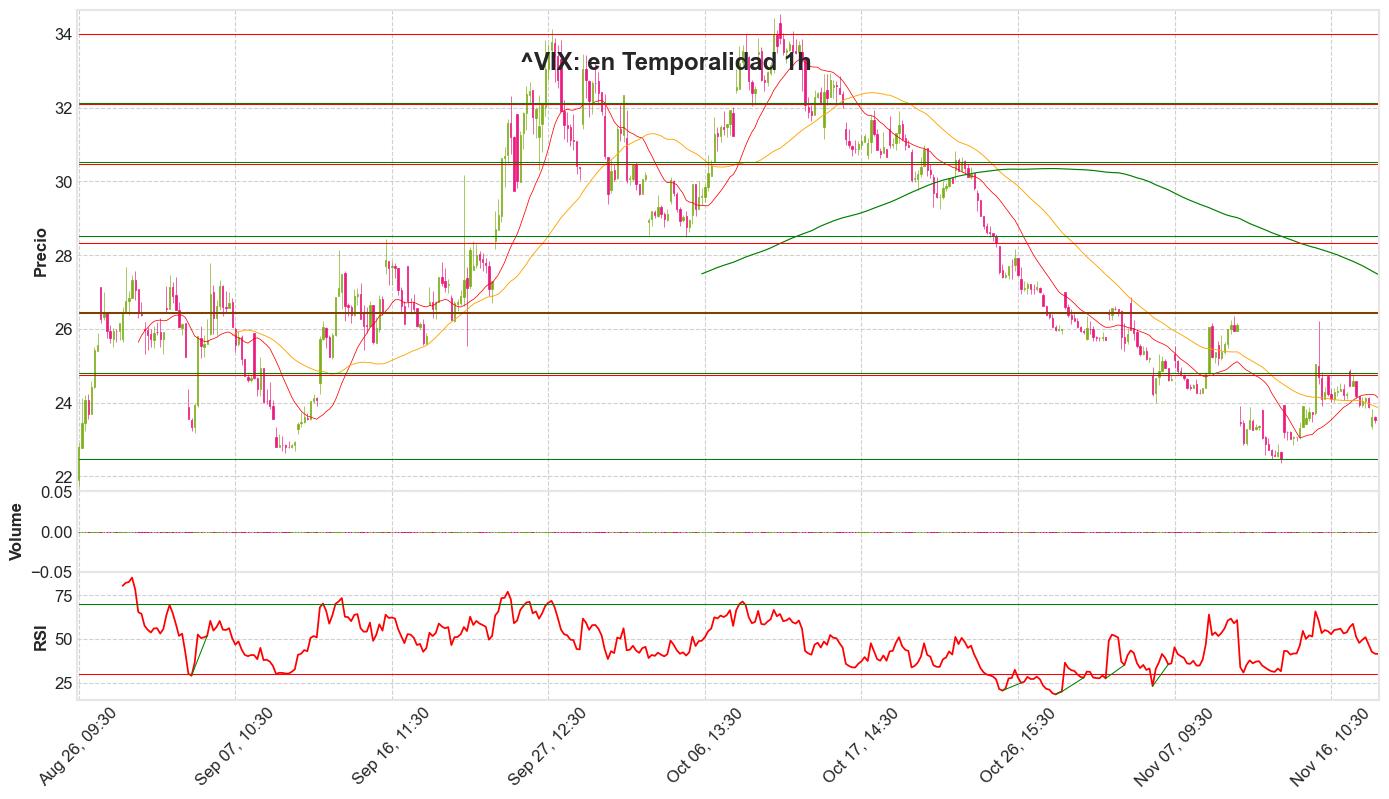 ^VIX: en Temporalidad 1h
Precio
34
32
30
28
26
24
22
Volume
0.05
0.00
−0.05
RSI
75
50
25
Aug 26, 09:30
Sep 07, 10:30
Sep 16, 11:30
Sep 27, 12:30
Oct 06, 13:30
Oct 17, 14:30
Oct 26, 15:30
Nov 07, 09:30
Nov 16, 10:30